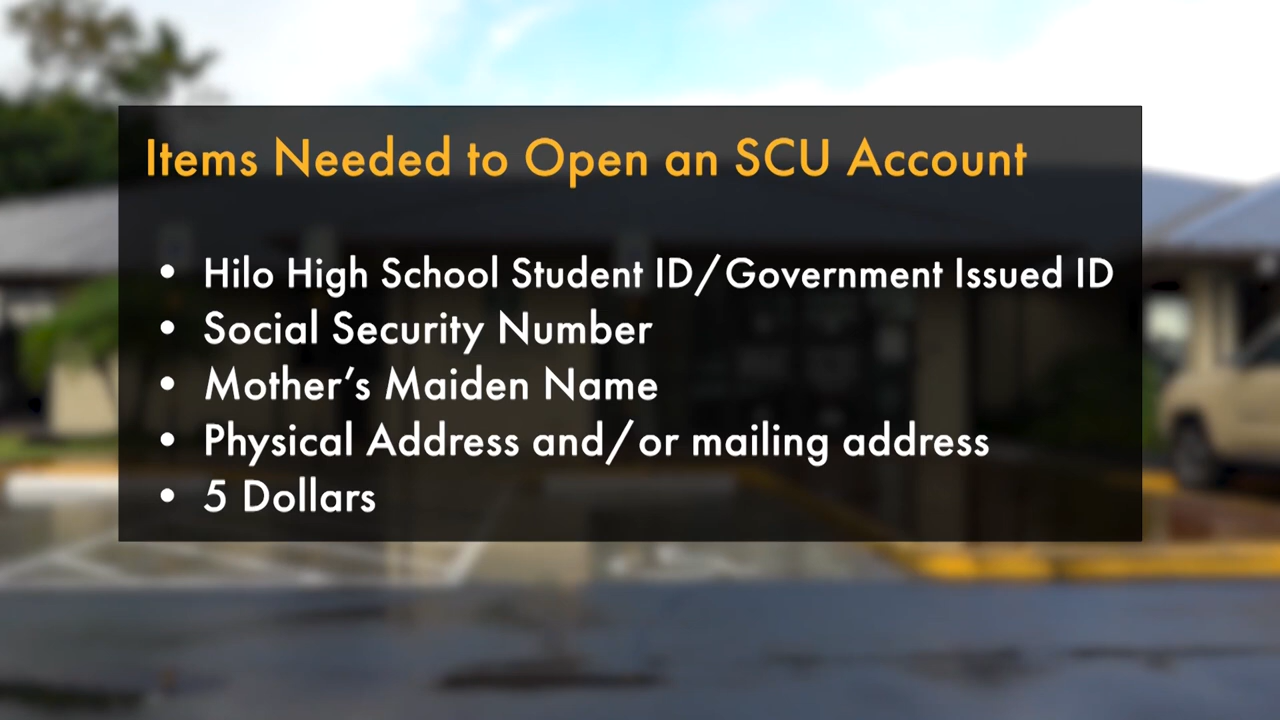 Items Needed to Open an SCU Account
• Hilo High School Student ID/Government Issued ID
• Social Security Number
• Mother’s Maiden Name
• Physical Address and/or mailing address
• 5 Dollars